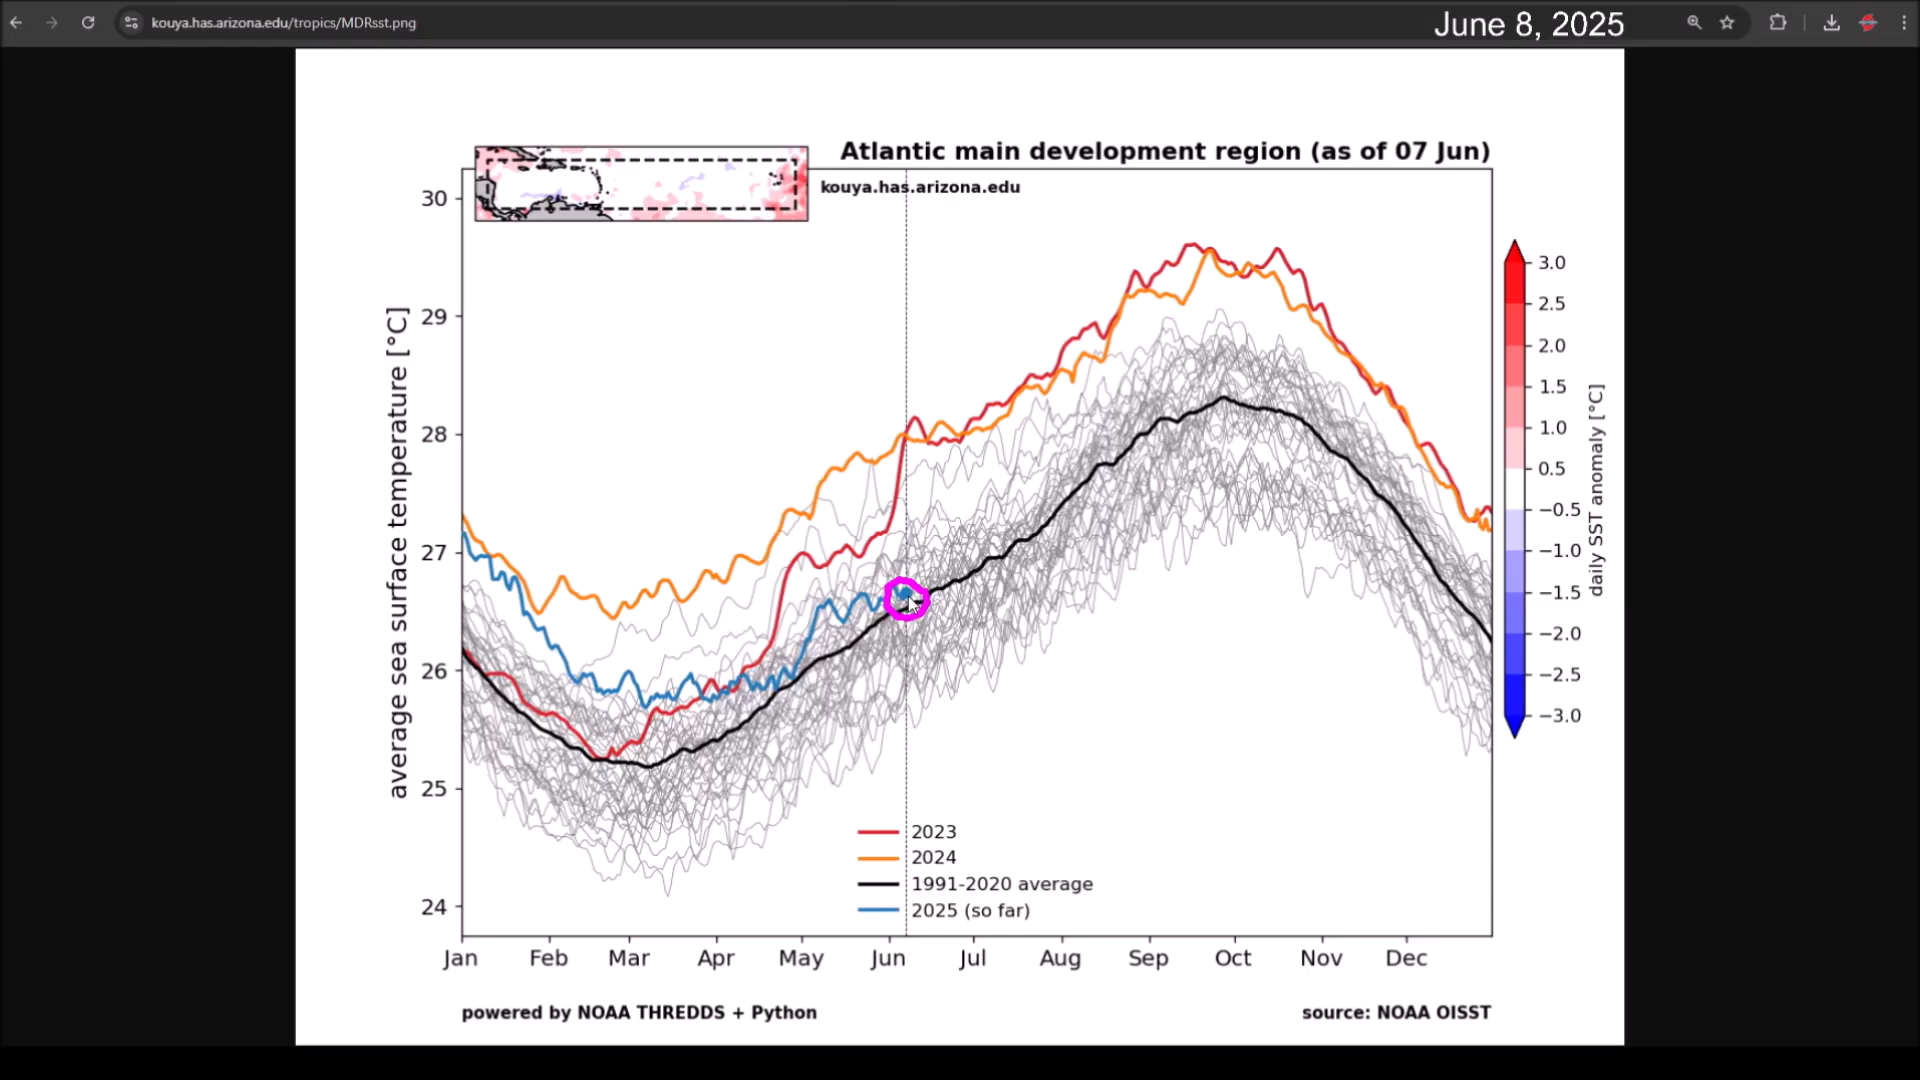 kouya.has.arizona.edu/tropics/MDRsst.png
June 8, 2025
Atlantic main development region (as of 07 Jun)
kouya.has.arizona.edu
average sea surface temperature [°C]
30
29
28
27
26
25
24
Jan Feb Mar Apr May Jun Jul Aug Sep Oct Nov Dec
2023
2024
1991-2020 average
2025 (so far)
3.0
2.5
2.0
1.5
1.0
0.5
−0.5
−1.0
−1.5
−2.0
−2.5
−3.0
daily SST anomaly [°C]
powered by NOAA THREDDS + Python
source: NOAA OISST